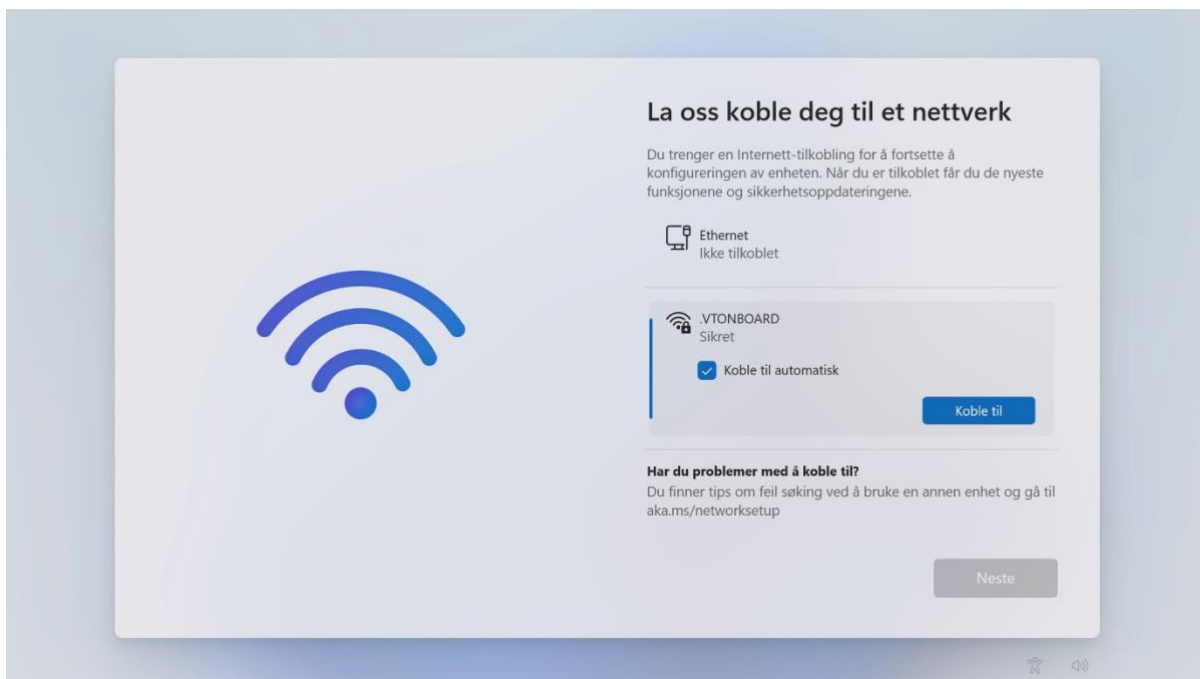 La oss koble deg til et nettverk
Du trenger en Internett-tilkobling for å fortsette å
konfigureringen av enheten. Når du er tilkoblet får du de nyeste
funksjonene og sikkerhetsoppdateringene.
Ethernet
Ikke tilkoblet
.VTONBOARD
Sikret
Koble til automatisk
Koble til
Har du problemer med å koble til?
Du finner tips om feil søking ved å bruke en annen enhet og gå til
aka.ms/networksetup
Neste